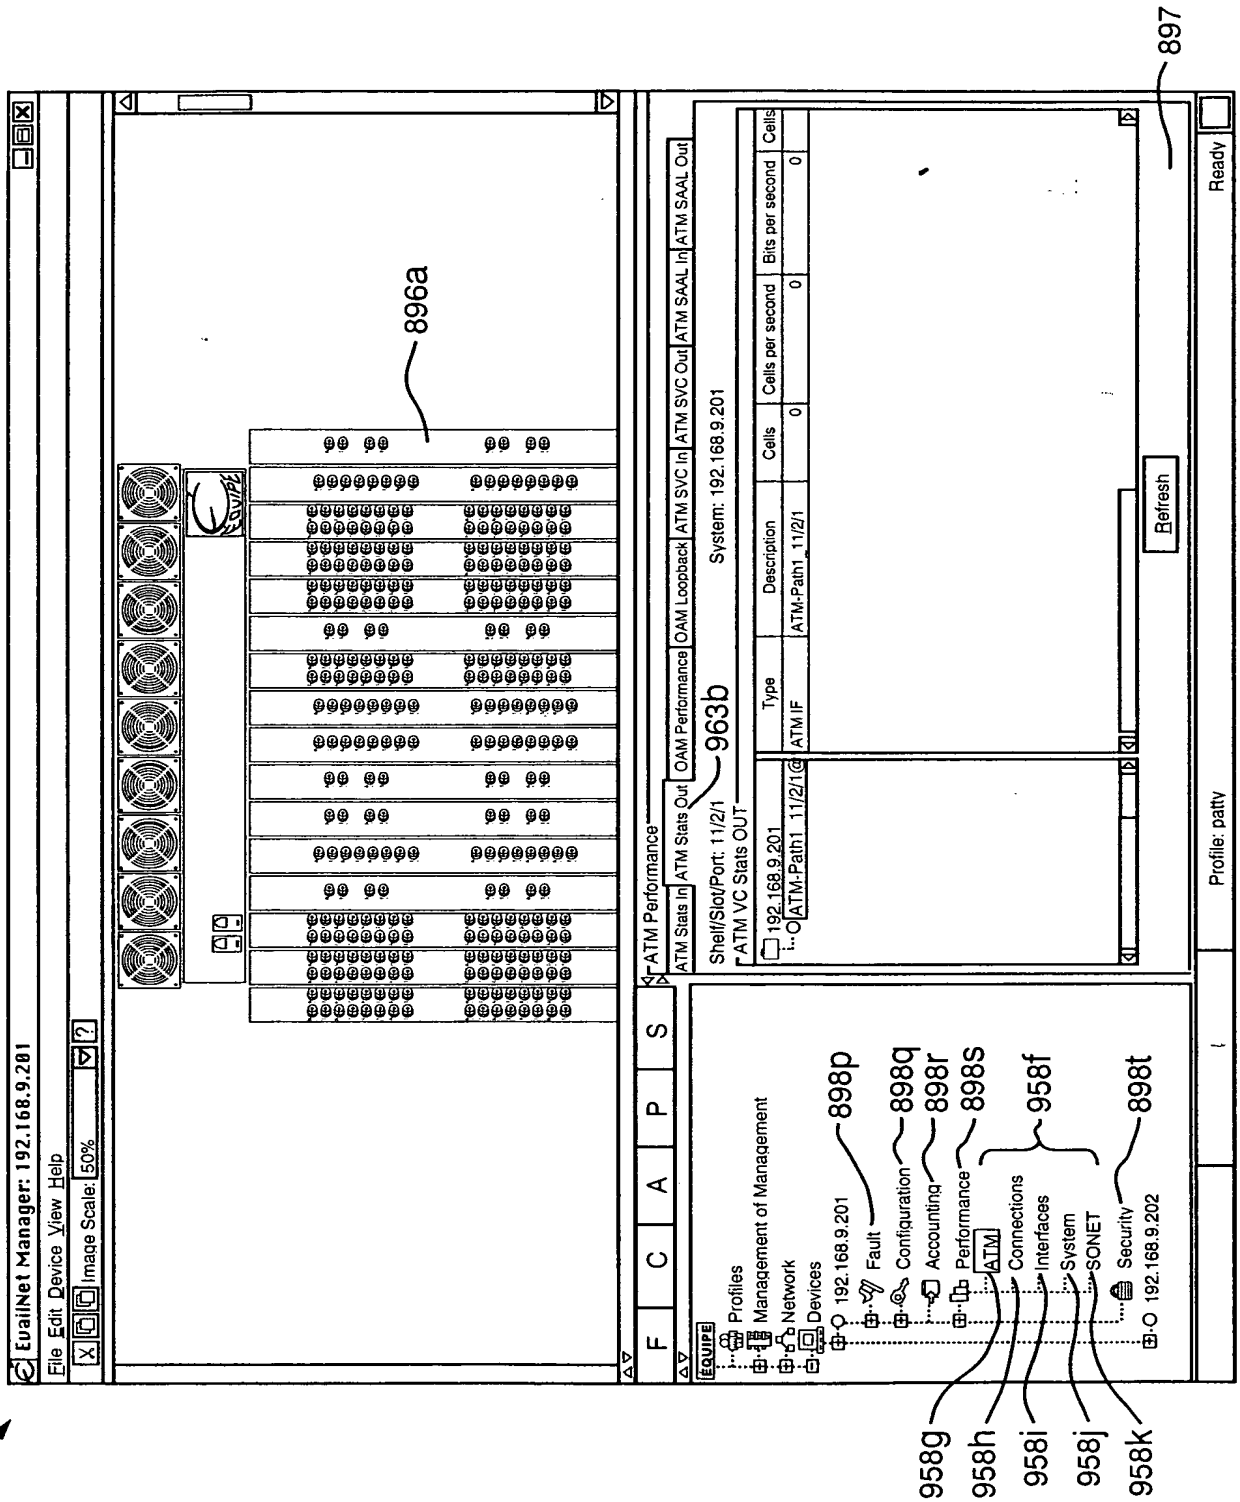 EvailNet Manager: 192.168.9.201
File Edit Device View Help
X Image Scale: 50% ?
EQUIPE
896a
F C A P S
EQUIPE
Profiles
Management of Management
Network
Devices
192.168.9.201
Fault
Configuration
Accounting
Performance
ATM
Connections
Interfaces
System
SONET
Security
192.168.9.202
898p
898q
898r
898s
958f
898t
958g
958h
958i
958j
958k
ATM Performance
ATM Stats In ATM Stats Out OAM Performance OAM Loopback ATM SVC In ATM SVC Out ATM SAAL In ATM SAAL Out
963b
Shelf/Slot/Port: 11/2/1 System: 192.168.9.201
ATM VC Stats OUT
192.168.9.201
ATM-Path1 11/2/1@
Type Description Cells Cells per second Bits per second Cells
ATM IF ATM-Path1_11/2/1 0 0 0
Refresh
897
Profile: patty Ready